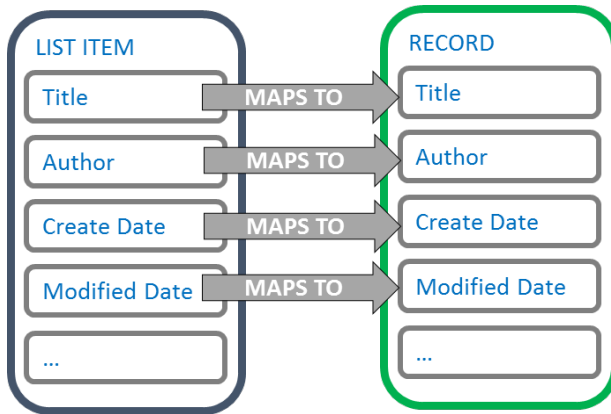 LIST ITEM
Title
Author
Create Date
Modified Date
...
MAPS TO
MAPS TO
MAPS TO
MAPS TO
RECORD
Title
Author
Create Date
Modified Date
...